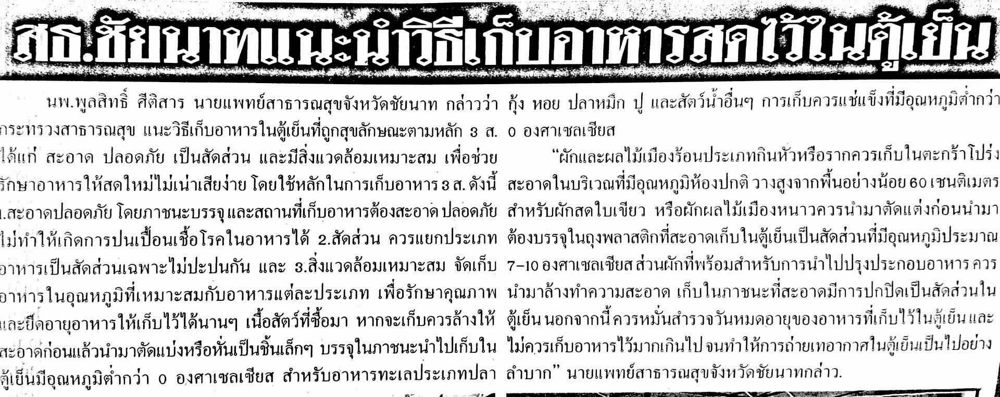 สธ.ชัยนาทแนะนำวิธีเก็บอาหารสดไว้ในตู้เย็น
นพ.พูลสิทธิ์ ศีติสาร นายแพทย์สาธารณสุขจังหวัดชัยนาท กล่าวว่า
กระทรวงสาธารณสุข แนะวิธีเก็บอาหารในตู้เย็นที่ถูกสุขลักษณะตามหลัก 3 ส.
ได้แก่ สะอาด ปลอดภัย เป็นสัดส่วน และมีสิ่งแวดล้อมเหมาะสม เพื่อช่วย
รักษาอาหารให้สดใหม่ไม่เน่าเสียง่าย โดยใช้หลักในการเก็บอาหาร 3 ส. ดังนี้
1.สะอาดปลอดภัย โดยภาชนะบรรจุ และสถานที่เก็บอาหารต้องสะอาด ปลอดภัย
ไม่ทำให้เกิดการปนเปื้อนเชื้อโรคในอาหารได้ 2.สัดส่วน ควรแยกประเภท
อาหารเป็นสัดส่วนเฉพาะไม่ปะปนกัน และ 3.สิ่งแวดล้อมเหมาะสม จัดเก็บ
อาหารในอุณหภูมิที่เหมาะสมกับอาหารแต่ละประเภท เพื่อรักษาคุณภาพ
และยืดอายุอาหารให้เก็บไว้ได้นานๆ เนื้อสัตว์ที่ซื้อมา หากจะเก็บควรล้างให้
สะอาดก่อนแล้วนำมาตัดแบ่งหรือหั่นเป็นชิ้นเล็กๆ บรรจุในภาชนะนำไปเก็บใน
ตู้เย็นมีอุณหภูมิต่ำกว่า 0 องศาเซลเซียส สำหรับอาหารทะเลประเภทปลา
กุ้ง หอย ปลาหมึก ปู และสัตว์น้ำอื่นๆ การเก็บควรแช่แข็งที่มีอุณหภูมิต่ำกว่า
0 องศาเซลเซียส
“ผักและผลไม้เมืองร้อนประเภทกินหัวหรือรากควรเก็บในตะกร้าโปร่ง
สะอาดในบริเวณที่มีอุณหภูมิห้องปกติ วางสูงจากพื้นอย่างน้อย 60 เซนติเมตร
สำหรับผักสดใบเขียว หรือผักผลไม้เมืองหนาวควรนำมาตัดแต่งก่อนนำมา
ต้องบรรจุในถุงพลาสติกที่สะอาดเก็บในตู้เย็นเป็นสัดส่วนที่มีอุณหภูมิประมาณ
7-10 องศาเซลเซียส ส่วนผักที่พร้อมสำหรับการนำไปปรุงประกอบอาหาร ควร
นำมาล้างทำความสะอาด เก็บในภาชนะที่สะอาดมีการปกปิดเป็นสัดส่วนใน
ตู้เย็น นอกจากนี้ ควรหมั่นสำรวจวันหมดอายุของอาหารที่เก็บไว้ในตู้เย็น และ
ไม่ควรเก็บอาหารไว้มากเกินไป จนทำให้การถ่ายเทอากาศในตู้เย็นเป็นไปอย่าง
ลำบาก” นายแพทย์สาธารณสุขจังหวัดชัยนาทกล่าว.